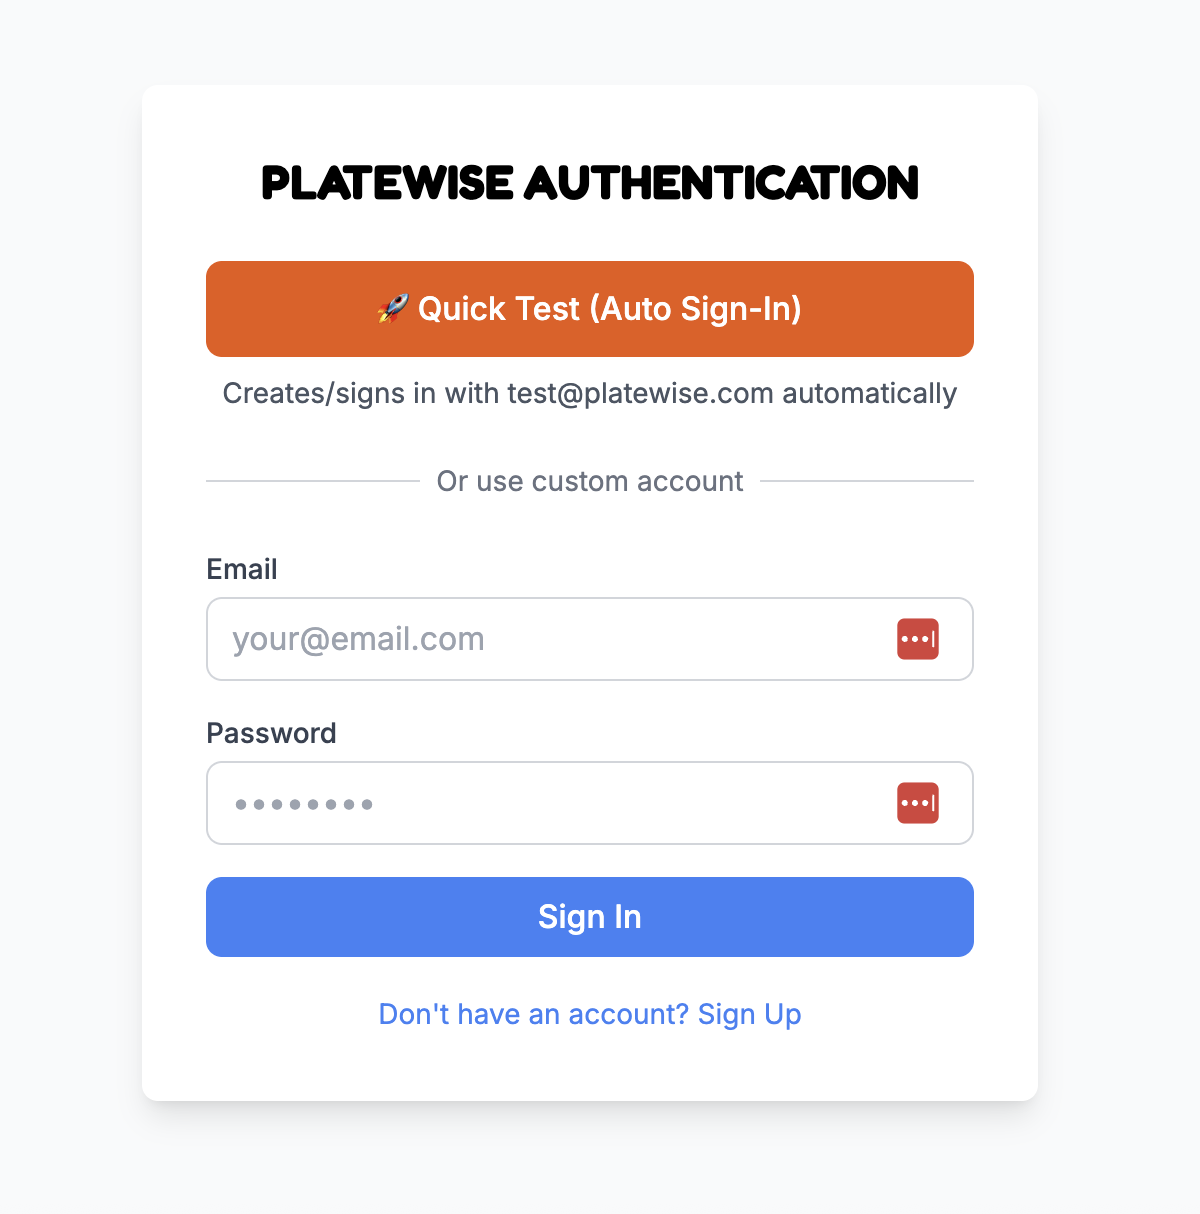 PLATEWISE AUTHENTICATION
🚀 Quick Test (Auto Sign-In)
Creates/signs in with test@platewise.com automatically
Or use custom account
Email
your@email.com
Password
••••••••
Sign In
Don't have an account? Sign Up